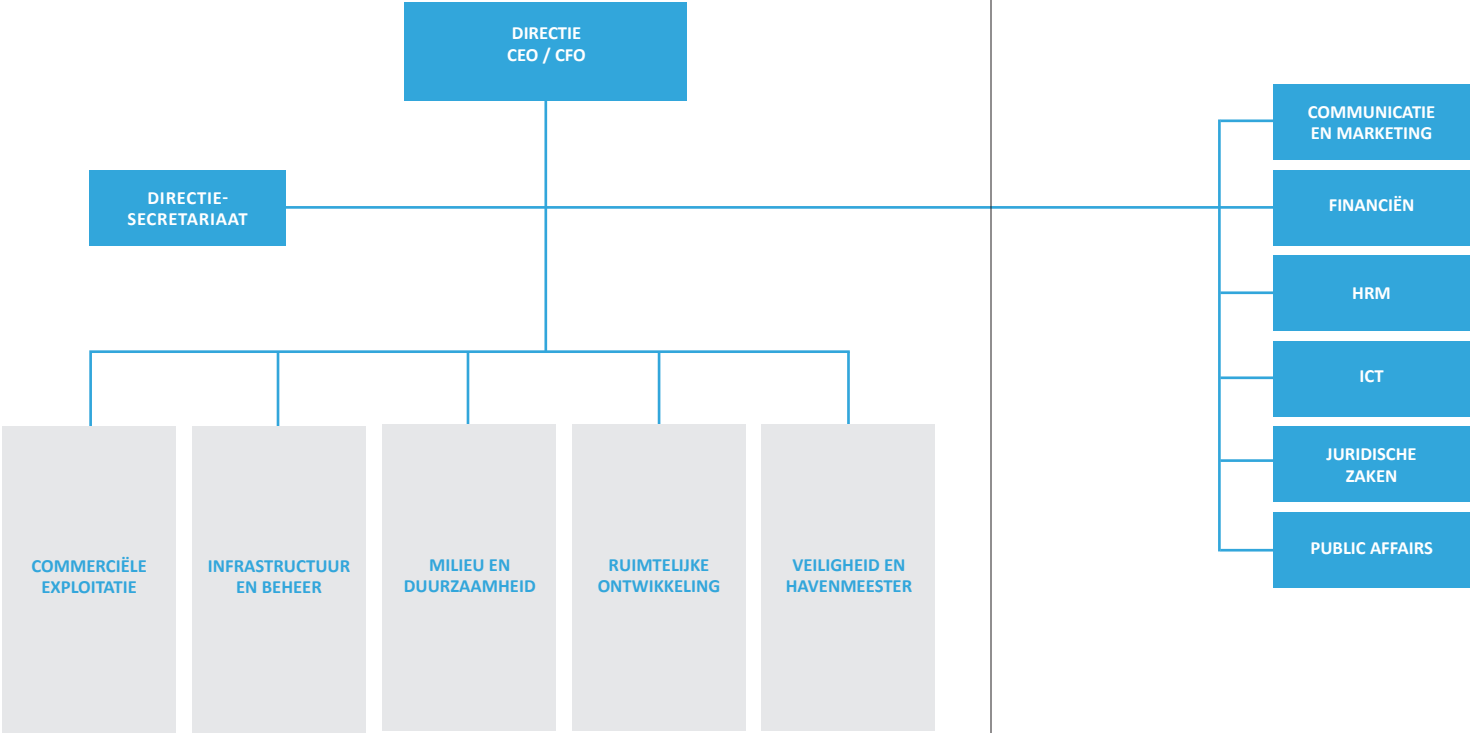 DIRECTIE
CEO / CFO
DIRECTIE-
SECRETARIAAT
COMMERCIËLE
EXPLOITATIE
INFRASTRUCTUUR
EN BEHEER
MILIEU EN
DUURZAAMHEID
RUIMTELIJKE
ONTWIKKELING
VEILIGHEID EN
HAVENMEESTER
COMMUNICATIE
EN MARKETING
FINANCIËN
HRM
ICT
JURIDISCHE
ZAKEN
PUBLIC AFFAIRS